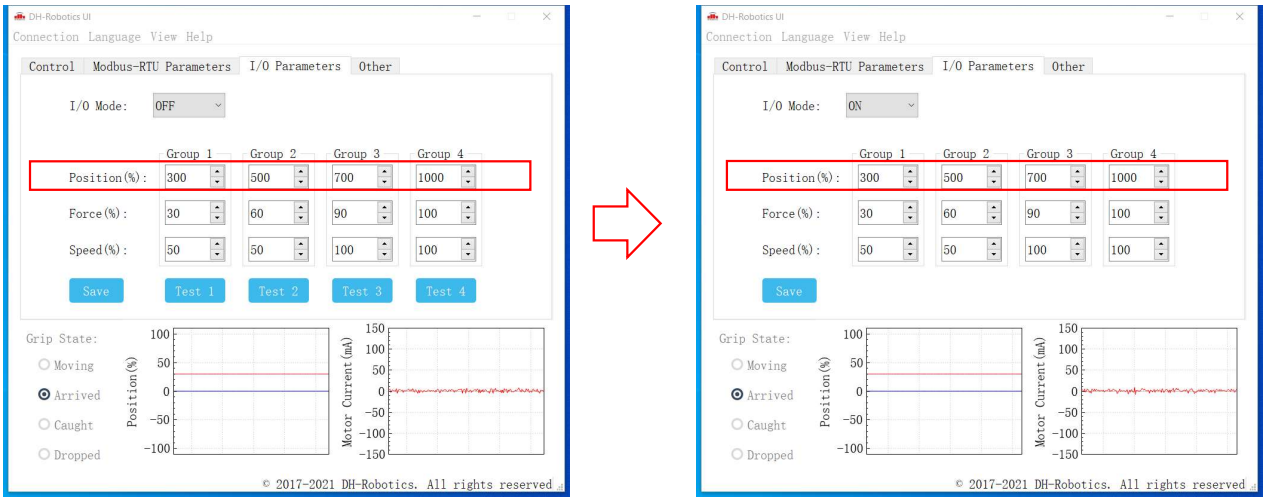 DH-Robotics UI
Connection Language View Help
Control Modbus-RTU Parameters I/O Parameters Other
I/O Mode: OFF
Group 1 Group 2 Group 3 Group 4
Position(%): 300 500 700 1000
Force(%): 30 60 90 100
Speed(%): 50 50 100 100
Save Test 1 Test 2 Test 3 Test 4
Grip State:
Moving
Arrived
Caught
Dropped
Position(%)
100
50
0
-50
-100
Motor Current(mA)
150
100
50
0
-50
-100
-150
© 2017-2021 DH-Robotics. All rights reserved
DH-Robotics UI
Connection Language View Help
Control Modbus-RTU Parameters I/O Parameters Other
I/O Mode: ON
Group 1 Group 2 Group 3 Group 4
Position(%): 300 500 700 1000
Force(%): 30 60 90 100
Speed(%): 50 50 100 100
Save
Grip State:
Moving
Arrived
Caught
Dropped
Position(%)
100
50
0
-50
-100
Motor Current(mA)
150
100
50
0
-50
-100
-150
© 2017-2021 DH-Robotics. All rights reserved